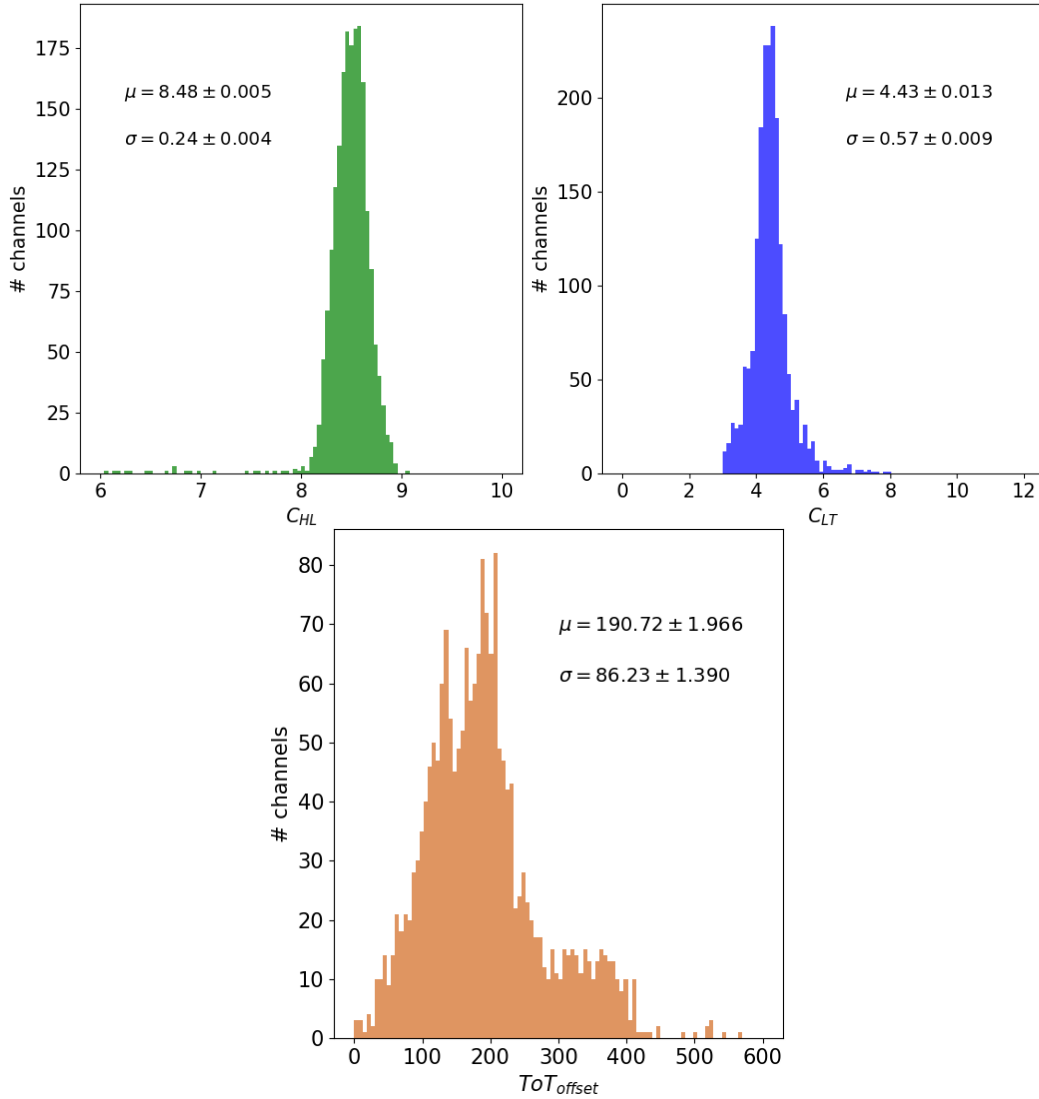 175
150
125
100
75
50
25
0
# channels
μ = 8.48 ± 0.005
σ = 0.24 ± 0.004
6 7 8 9 10
C_HL
200
150
100
50
0
# channels
μ = 4.43 ± 0.013
σ = 0.57 ± 0.009
0 2 4 6 8 10 12
C_LT
80
70
60
50
40
30
20
10
0
# channels
μ = 190.72 ± 1.966
σ = 86.23 ± 1.390
0 100 200 300 400 500 600
ToT_offset